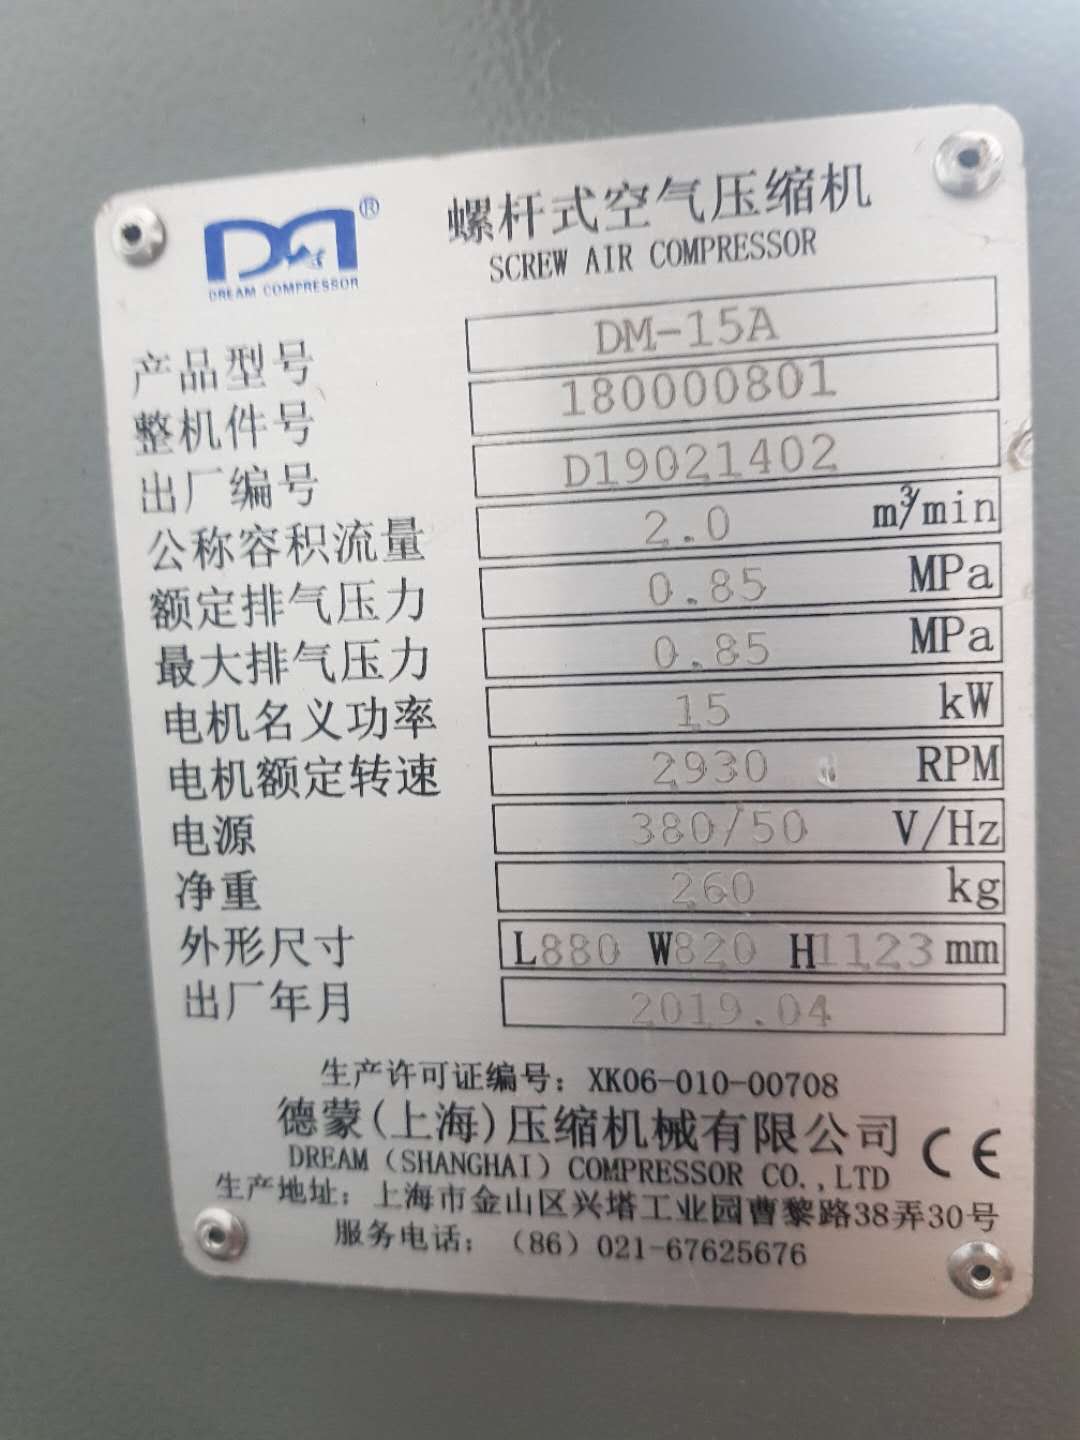 DM®
DREAM COMPRESSOR
螺杆式空气压缩机
SCREW AIR COMPRESSOR
产品型号 DM-15A
整机件号 180000801
出厂编号 D19021402
公称容积流量 2.0 m³/min
额定排气压力 0.85 MPa
最大排气压力 0.85 MPa
电机名义功率 15 kW
电机额定转速 2930 RPM
电源 380/50 V/Hz
净重 260 kg
外形尺寸 L880 W820 H1123 mm
出厂年月 2019.04
生产许可证编号: XK06-010-00708
德蒙(上海)压缩机械有限公司 CE
DREAM (SHANGHAI) COMPRESSOR CO.,LTD
生产地址: 上海市金山区兴塔工业园曹黎路38弄30号
服务电话: (86) 021-67625676